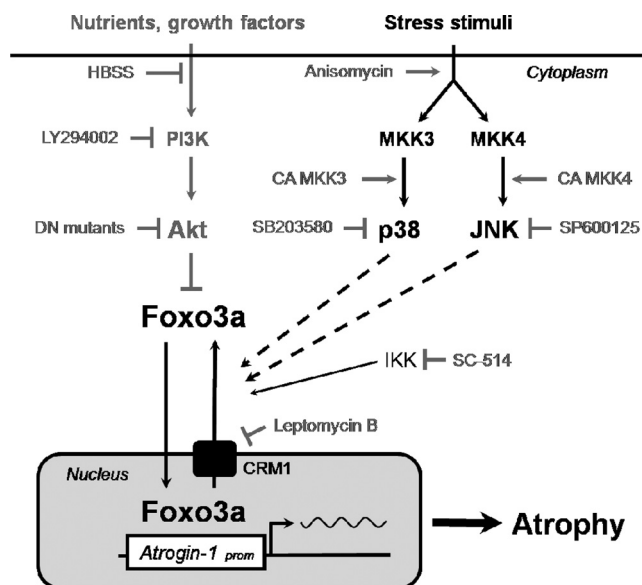 Nutrients, growth factors
Stress stimuli
HBSS
Anisomycin
Cytoplasm
LY294002
PI3K
MKK3
MKK4
CA MKK3
CA MKK4
DN mutants
Akt
SB203580
p38
JNK
SP600125
Foxo3a
IKK
SC-514
Leptomycin B
Nucleus
CRM1
Foxo3a
Atrophy
Atrogin-1 prom